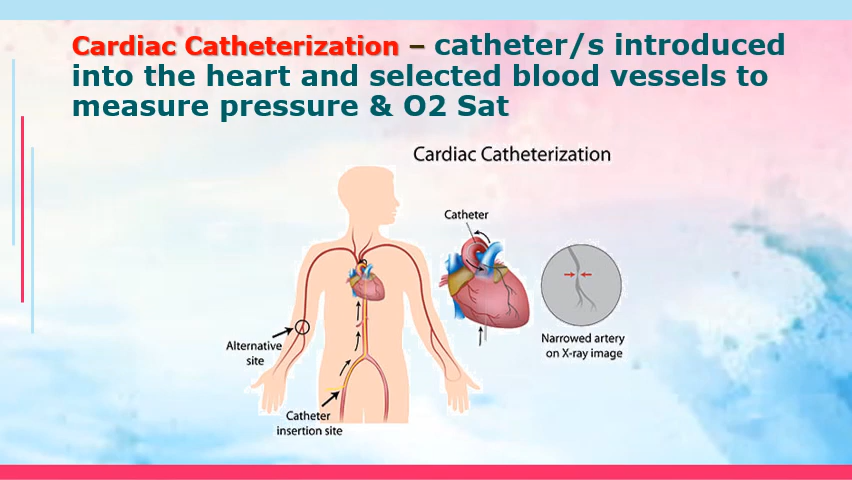 Cardiac Catheterization – catheter/s introduced
into the heart and selected blood vessels to
measure pressure & O2 Sat
Cardiac Catheterization
Catheter
Alternative
site
Narrowed artery
on X-ray image
Catheter
insertion site